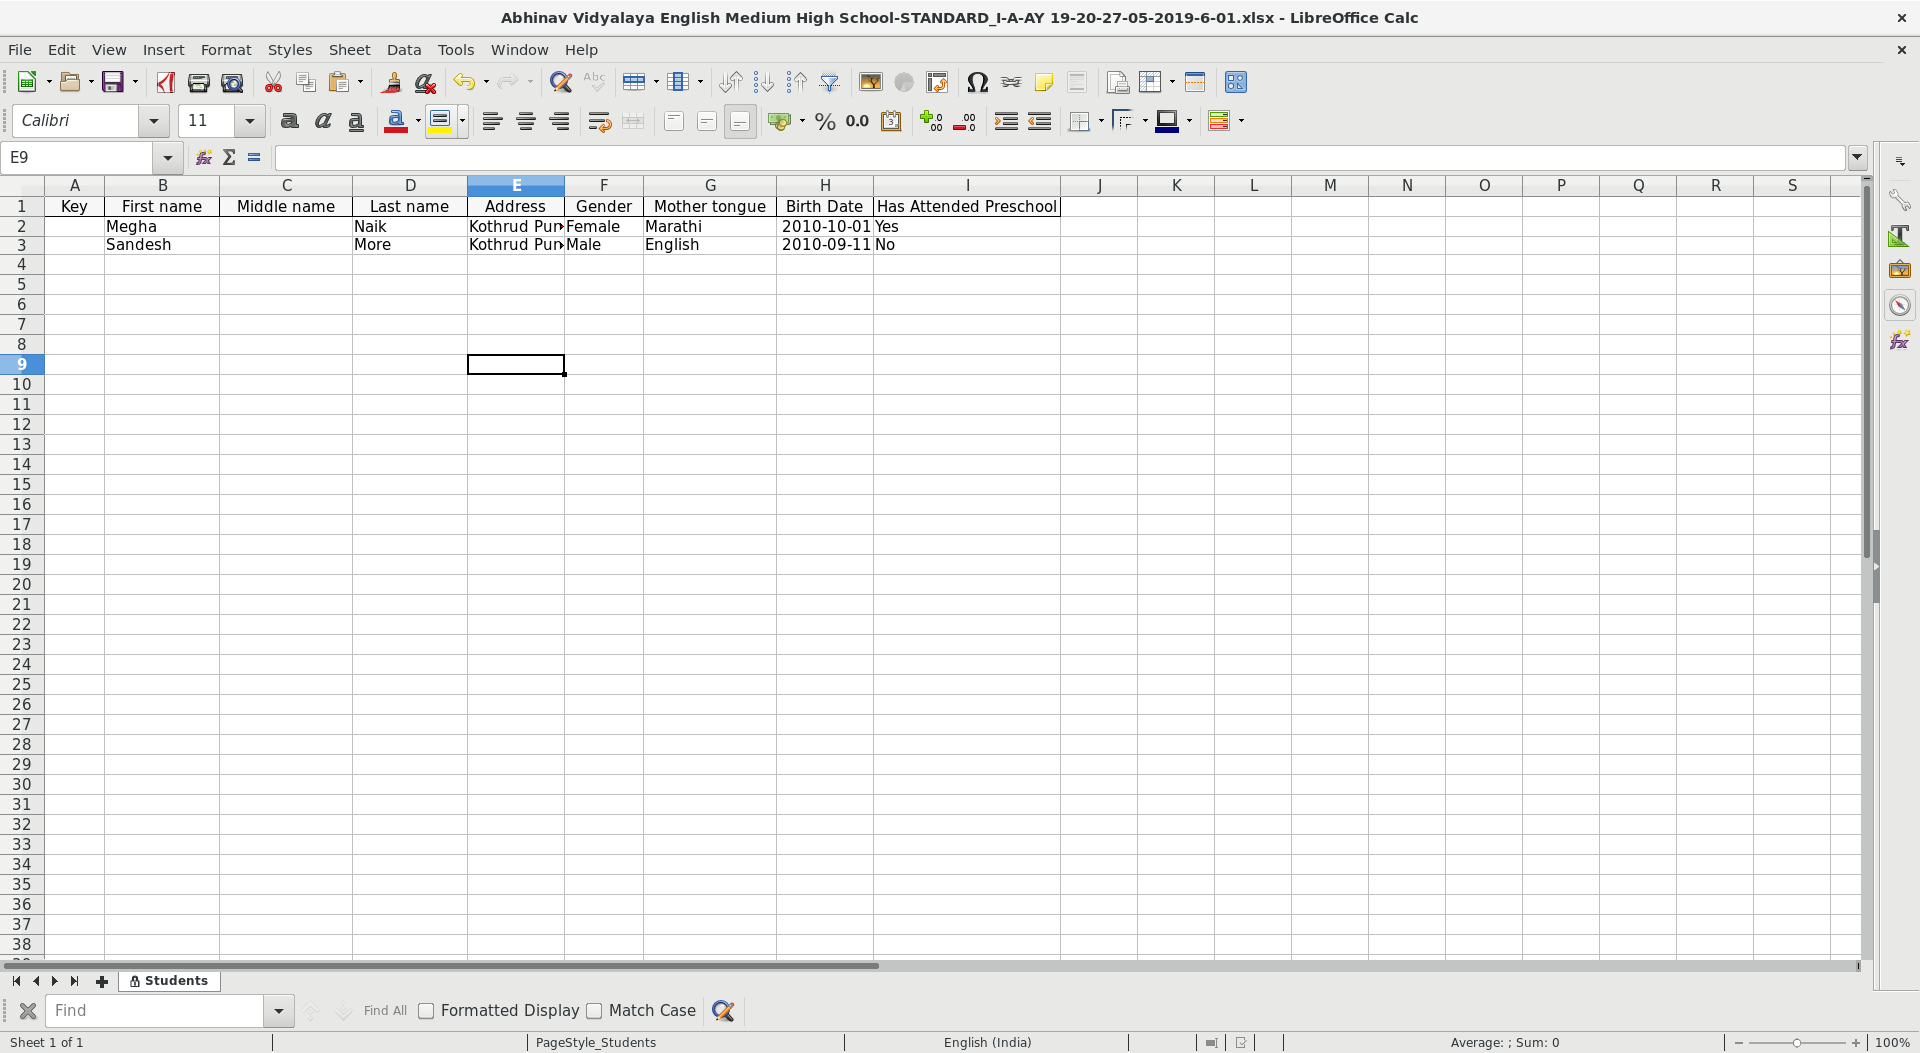 Abhinav Vidyalaya English Medium High School-STANDARD_I-A-AY 19-20-27-05-2019-6-01.xlsx - LibreOffice Calc
File Edit View Insert Format Styles Sheet Data Tools Window Help
Abc
Calibri 11 a a a a % 0.0
E9
A B C D E F G H I J K L M N O P Q R S
1 Key First name Middle name Last name Address Gender Mother tongue Birth Date Has Attended Preschool
2 Megha Naik Kothrud Pun Female Marathi 2010-10-01 Yes
3 Sandesh More Kothrud Pun Male English 2010-09-11 No
4
5
6
7
8
9
10
11
12
13
14
15
16
17
18
19
20
21
22
23
24
25
26
27
28
29
30
31
32
33
34
35
36
37
38
Students
Find Find All Formatted Display Match Case
Sheet 1 of 1 PageStyle_Students English (India) Average: ; Sum: 0 100%